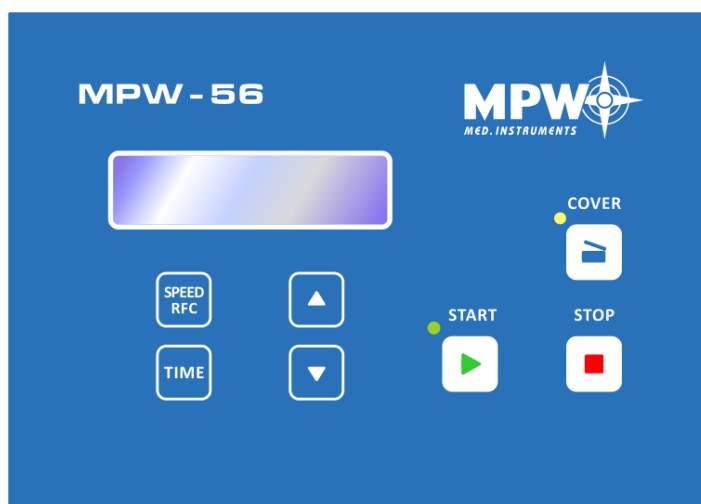 MPW - 56
MPW
MED. INSTRUMENTS
COVER
SPEED
RFC
START
STOP
TIME